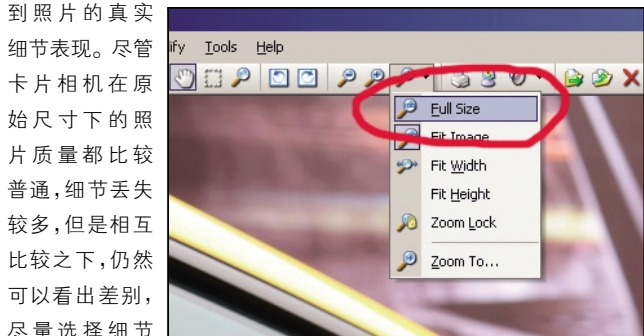 到照片的真实
细节表现。尽管
卡片相机在原
始尺寸下的照
片质量都比较
普通,细节丢失
较多,但是相互
比较之下,仍然
可以看出差别,
尽量选择细节
ify Tools Help
Full Size
Fit Image
Fit Width
Fit Height
Zoom Lock
Zoom To...